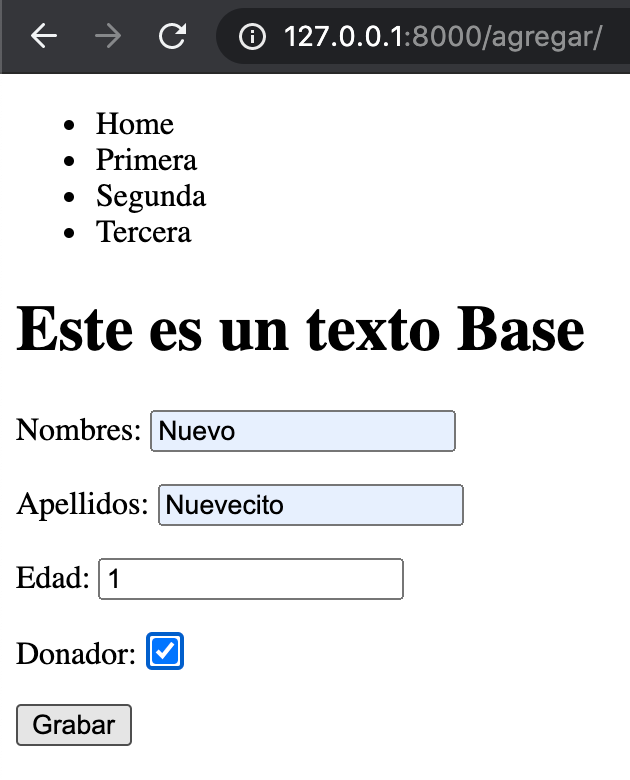 127.0.0.1:8000/agregar/
Home
Primera
Segunda
Tercera
Este es un texto Base
Nombres: Nuevo
Apellidos: Nuevecito
Edad: 1
Donador:
Grabar